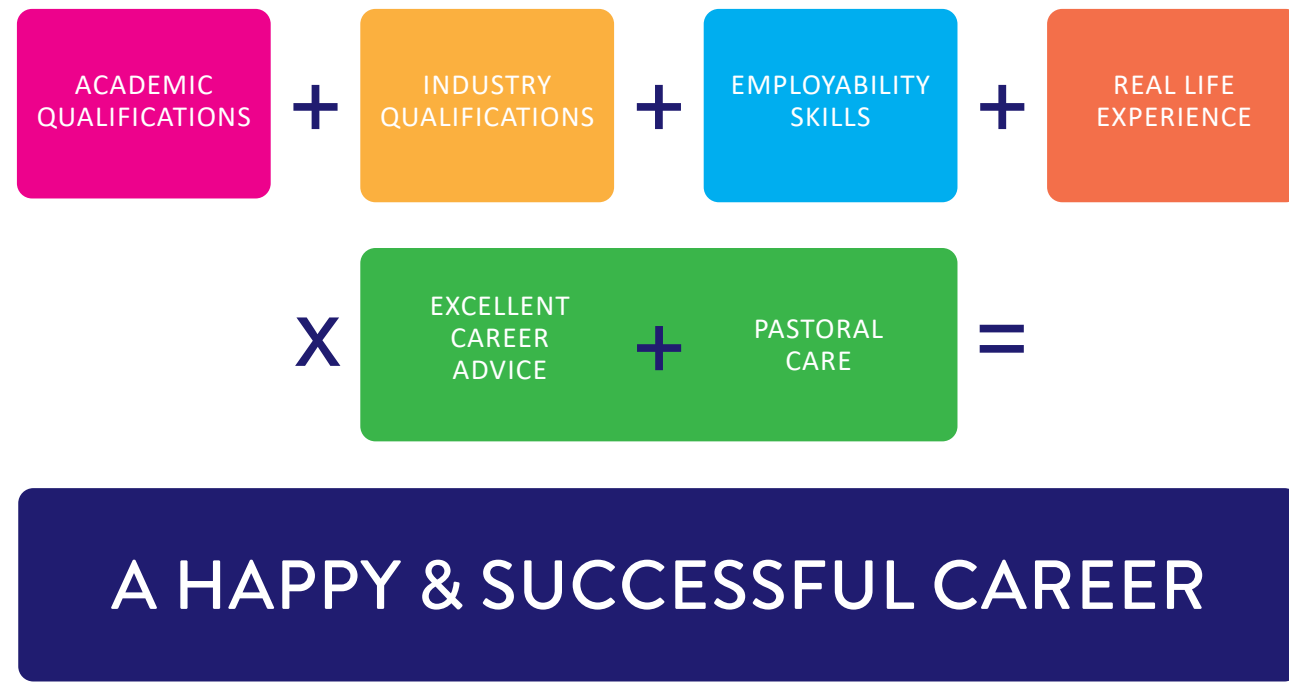 ACADEMIC
QUALIFICATIONS
+
INDUSTRY
QUALIFICATIONS
+
EMPLOYABILITY
SKILLS
+
REAL LIFE
EXPERIENCE
X
EXCELLENT
CAREER
ADVICE
+
PASTORAL
CARE
=
A HAPPY & SUCCESSFUL CAREER